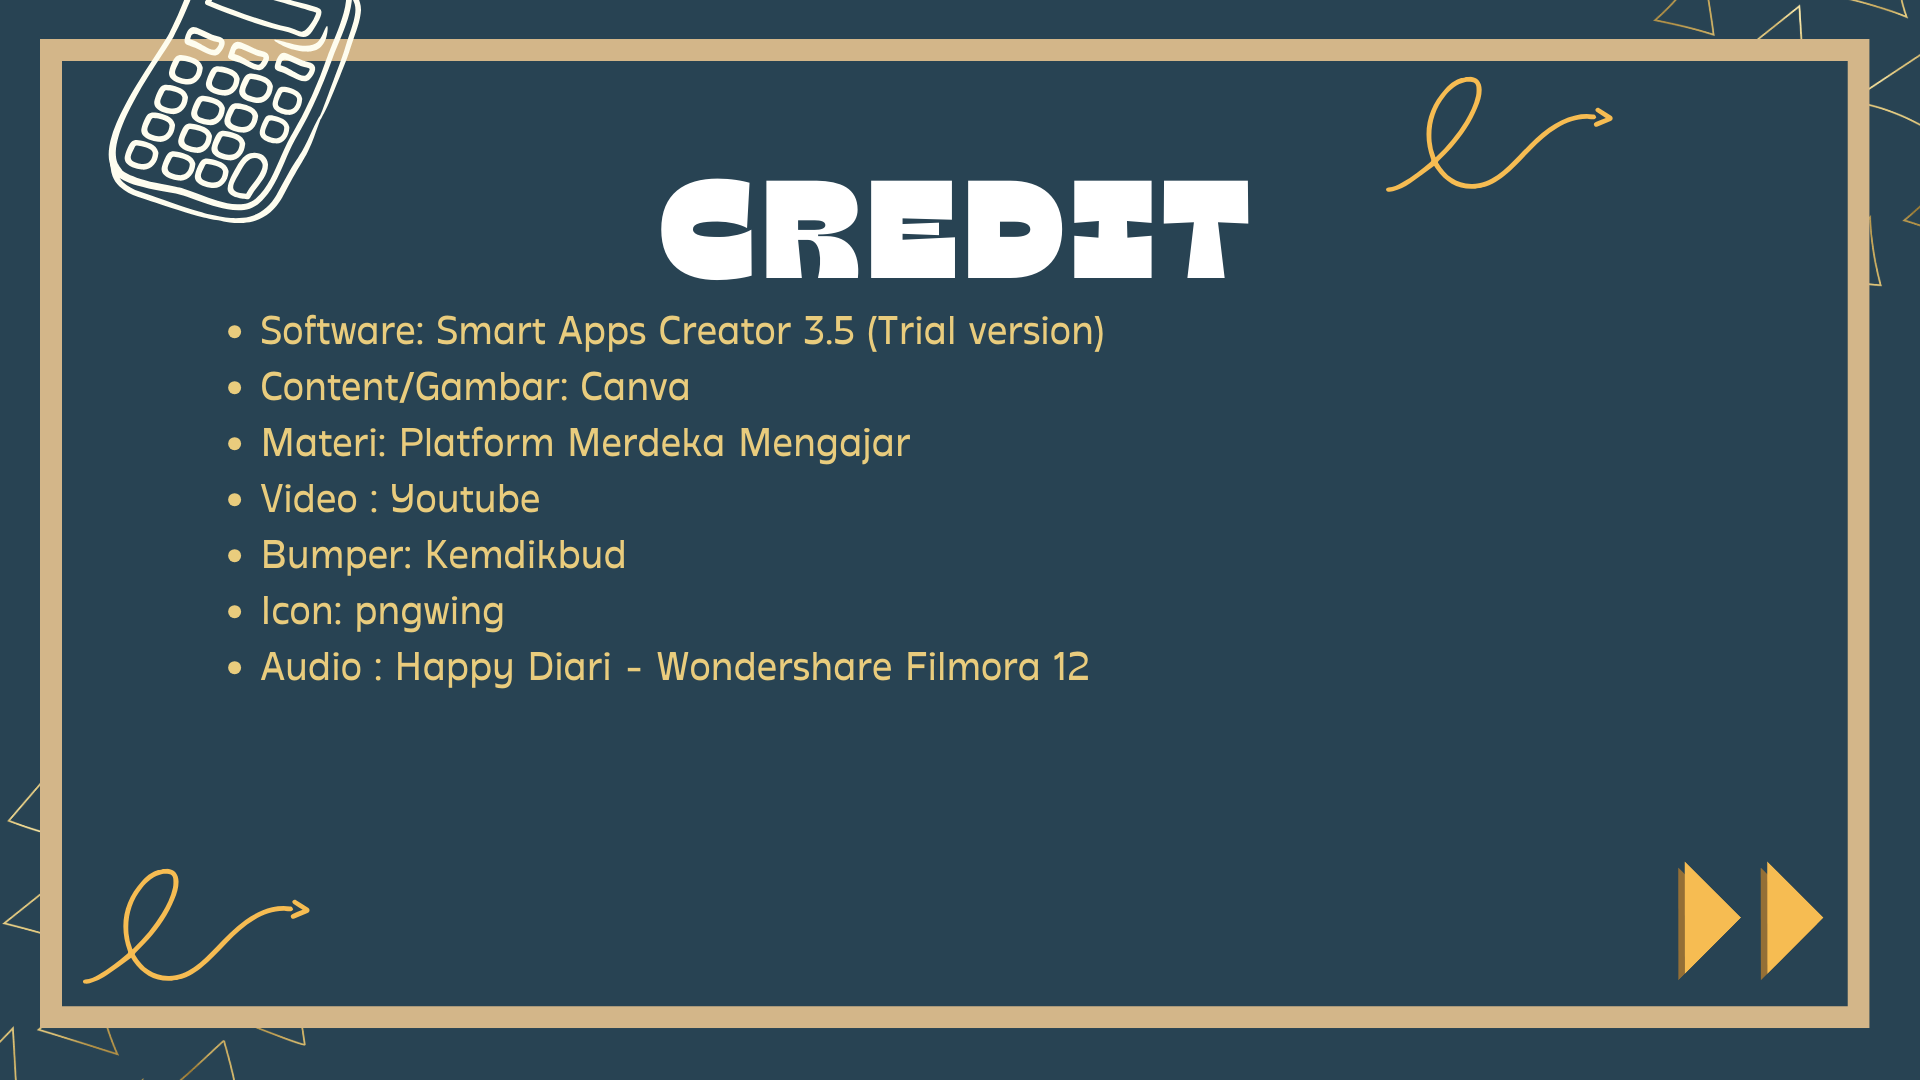 CREDIT
• Software: Smart Apps Creator 3.5 (Trial version)
• Content/Gambar: Canva
• Materi: Platform Merdeka Mengajar
• Video : Youtube
• Bumper: Kemdikbud
• Icon: pngwing
• Audio : Happy Diari - Wondershare Filmora 12